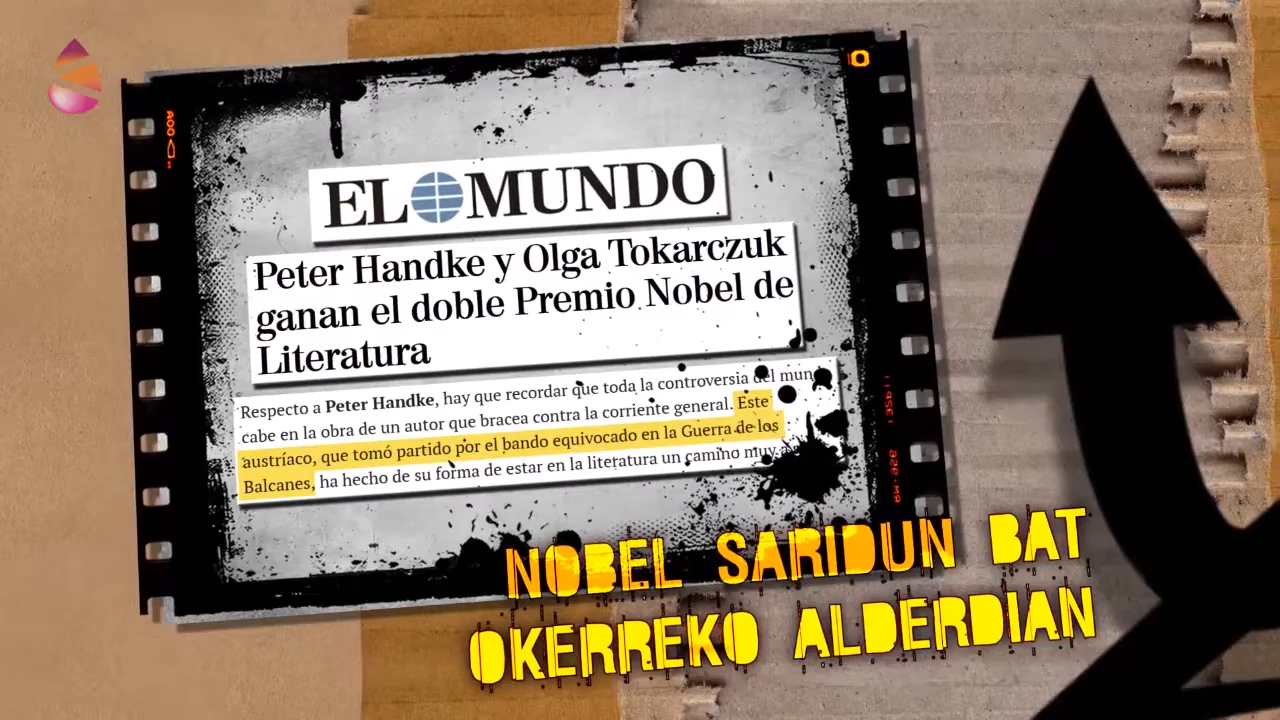 EL MUNDO
Peter Handke y Olga Tokarczuk
ganan el doble Premio Nobel de
Literatura
Respecto a Peter Handke, hay que recordar que toda la controversia del
cabe en la obra de un autor que bracea contra la corriente general. Este
austríaco, que tomó partido por el bando equivocado en la Guerra de los
Balcanes, ha hecho de su forma de estar en la literatura un camino muy
NOBEL SARIDUN BAT
OKERREKO ALDERDIAN